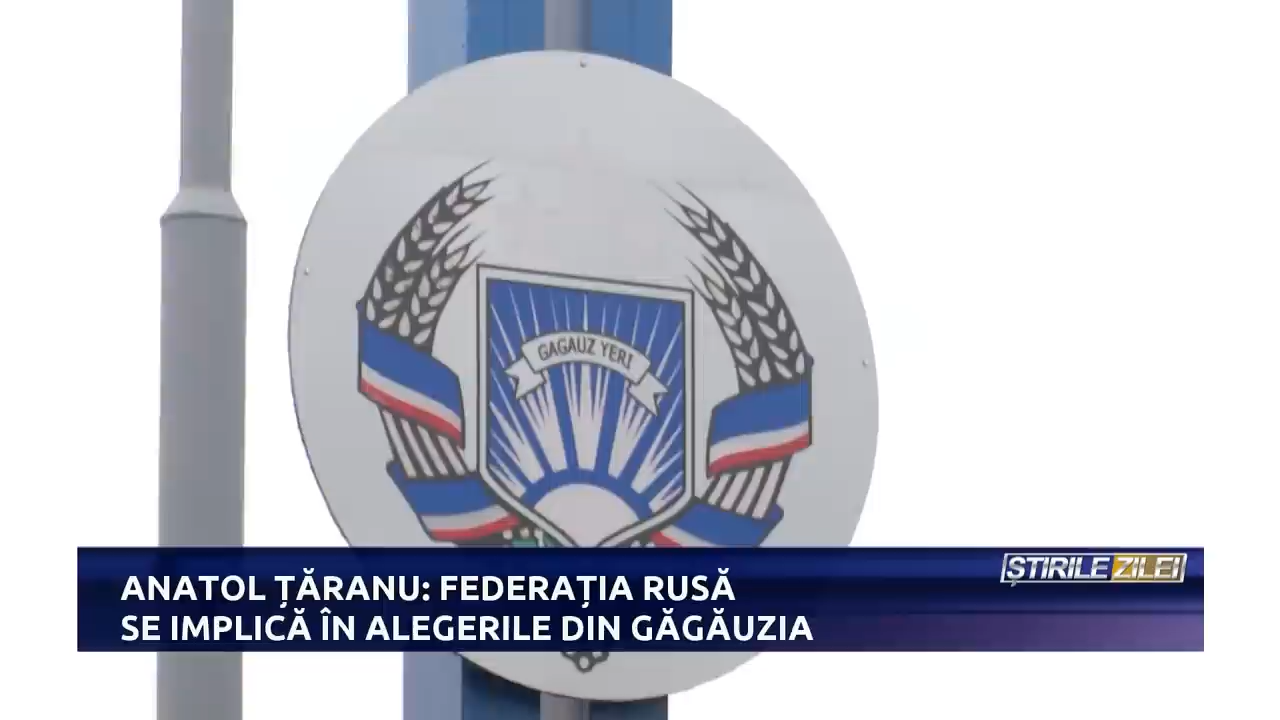 GAGAUZ YERI
ȘTIRILE ZILEI
ANATOL ȚĂRANU: FEDERAȚIA RUSĂ
SE IMPLICĂ ÎN ALEGERILE DIN GĂGĂUZIA